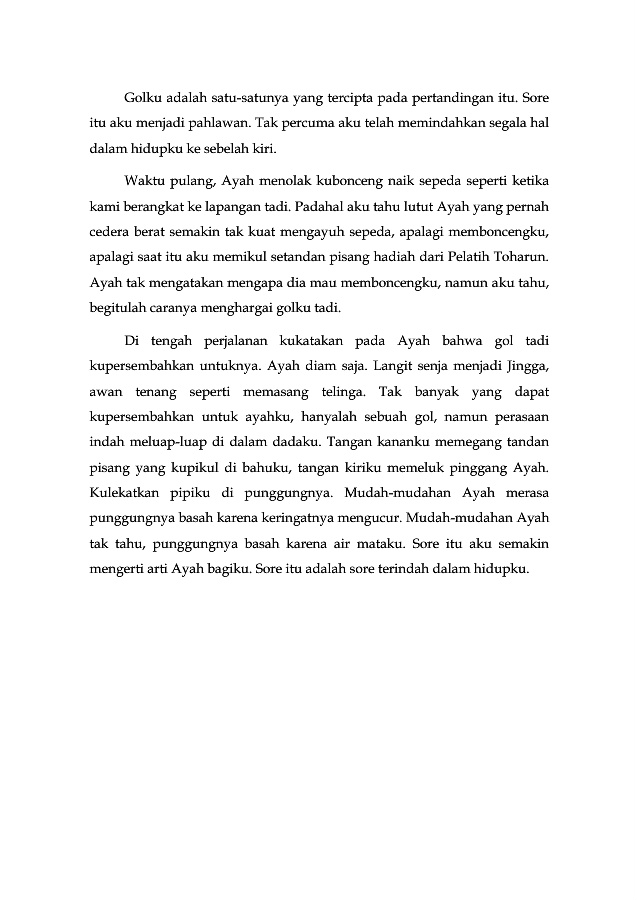 Golku adalah satu-satunya yang tercipta pada pertandingan itu. Sore
itu aku menjadi pahlawan. Tak percuma aku telah memindahkan segala hal
dalam hidupku ke sebelah kiri.
Waktu pulang, Ayah menolak kubonceng naik sepeda seperti ketika
kami berangkat ke lapangan tadi. Padahal aku tahu lutut Ayah yang pernah
cedera berat semakin tak kuat mengayuh sepeda, apalagi memboncengku,
apalagi saat itu aku memikul setandan pisang hadiah dari Pelatih Toharun.
Ayah tak mengatakan mengapa dia mau memboncengku, namun aku tahu,
begitulah caranya menghargai golku tadi.
Di tengah perjalanan kukatakan pada Ayah bahwa gol tadi
kupersembahkan untuknya. Ayah diam saja. Langit senja menjadi Jingga,
awan tenang seperti memasang telinga. Tak banyak yang dapat
kupersembahkan untuk ayahku, hanyalah sebuah gol, namun perasaan
indah meluap-luap di dalam dadaku. Tangan kananku memegang tandan
pisang yang kupikul di bahuku, tangan kiriku memeluk pinggang Ayah.
Kulekatkan pipiku di punggungnya. Mudah-mudahan Ayah merasa
punggungnya basah karena keringatnya mengucur. Mudah-mudahan Ayah
tak tahu, punggungnya basah karena air mataku. Sore itu aku semakin
mengerti arti Ayah bagiku. Sore itu adalah sore terindah dalam hidupku.